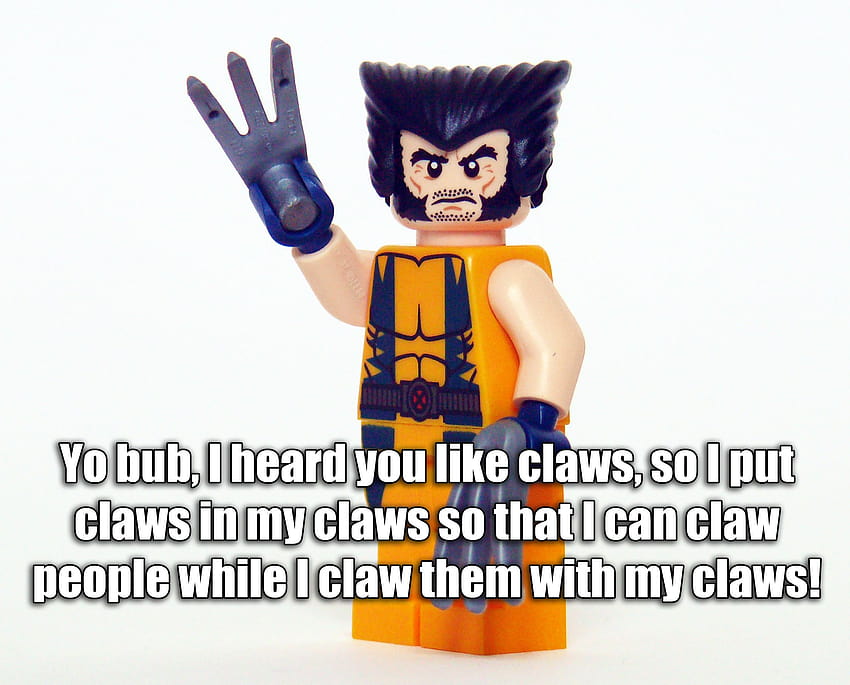 Yo bub, I heard you like claws, so I put
claws in my claws so that I can claw
people while I claw them with my claws!